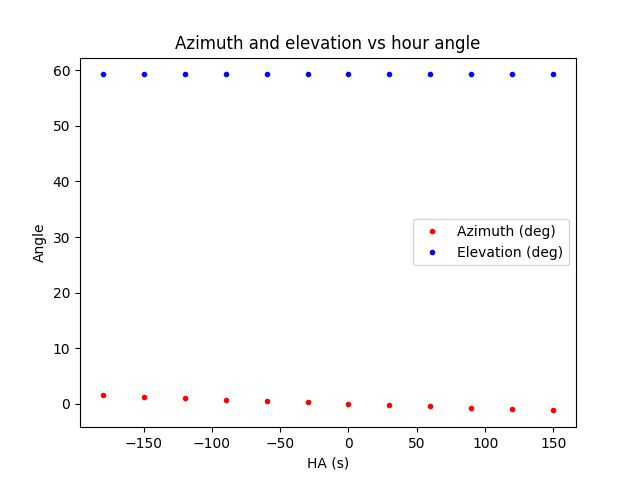 Azimuth and elevation vs hour angle
60
50
40
30
20
10
0
Angle
Azimuth (deg)
Elevation (deg)
−150
−100
−50
0
50
100
150
HA (s)